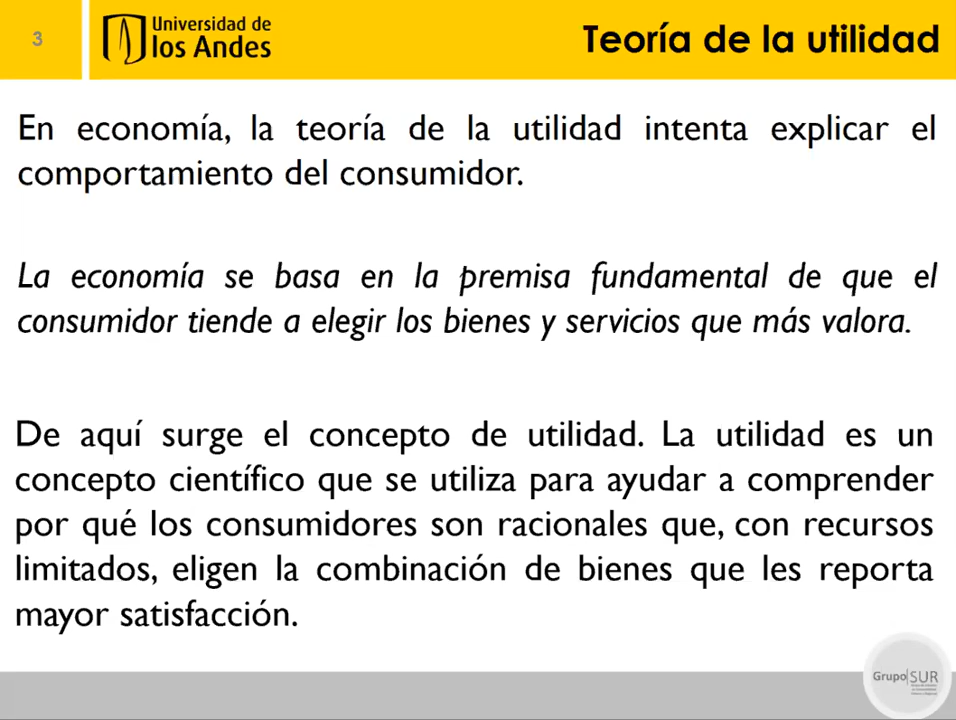 3
Universidad de
los Andes
Teoría de la utilidad
En economía, la teoría de la utilidad intenta explicar el
comportamiento del consumidor.
La economía se basa en la premisa fundamental de que el
consumidor tiende a elegir los bienes y servicios que más valora.
De aquí surge el concepto de utilidad. La utilidad es un
concepto científico que se utiliza para ayudar a comprender
por qué los consumidores son racionales que, con recursos
limitados, eligen la combinación de bienes que les reporta
mayor satisfacción.
Grupo|SUR